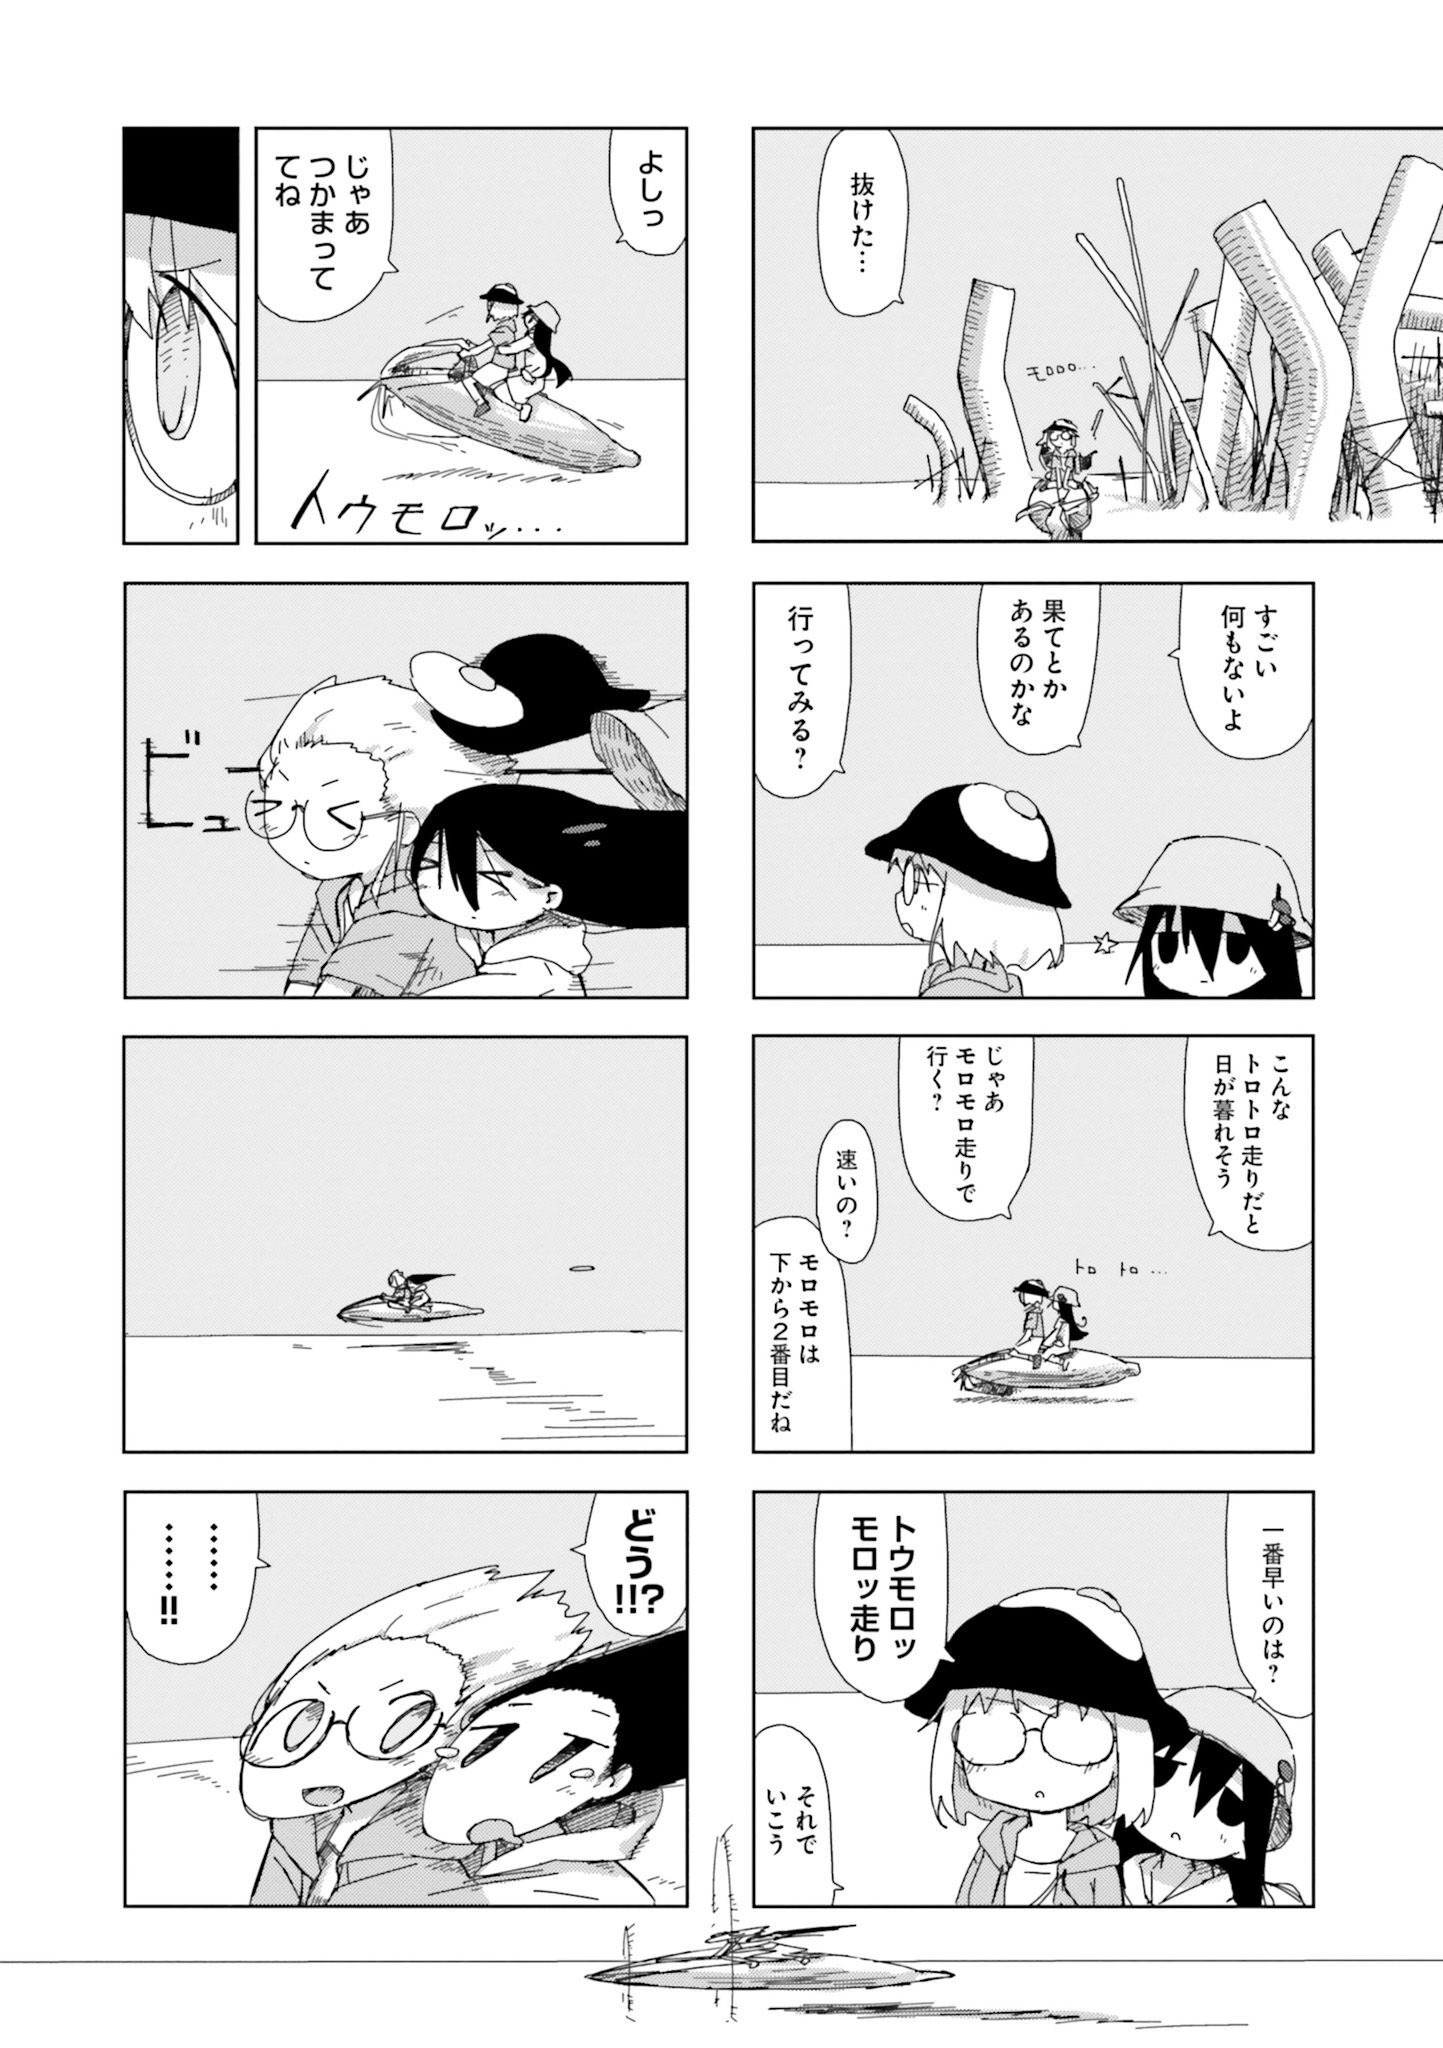 抜けた…
モロロロ…
すごい
何もないよ
果てとか
あるのかな
行ってみる?
こんな
トロトロ走りだと
日が暮れそう
じゃあ
モロモロ走りで
行く?
速いの?
モロモロは
下から2番目だね
トロ トロ…
一番早いのは?
トウモロッ
モロッ走り
それで
いこう
よしっ
じゃあ
つかまって
てね
トウモロッ・・・・
ビュー
どう!!?
……
……!!